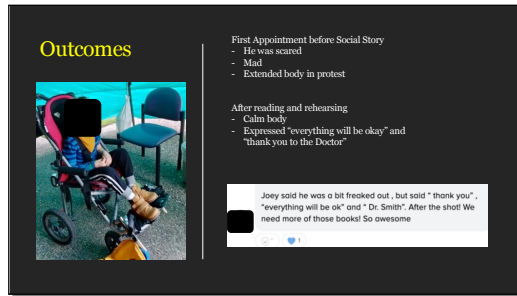 Outcomes
First Appointment before Social Story
- He was scared
- Mad
- Extended body in protest
After reading and rehearsing
- Calm body
- Expressed “everything will be okay” and
“thank you to the Doctor”
Joey said he was a bit freaked out , but said “ thank you” ,
“everything will be ok” and “ Dr. Smith”. After the shot! We
need more of those books! So awesome
1